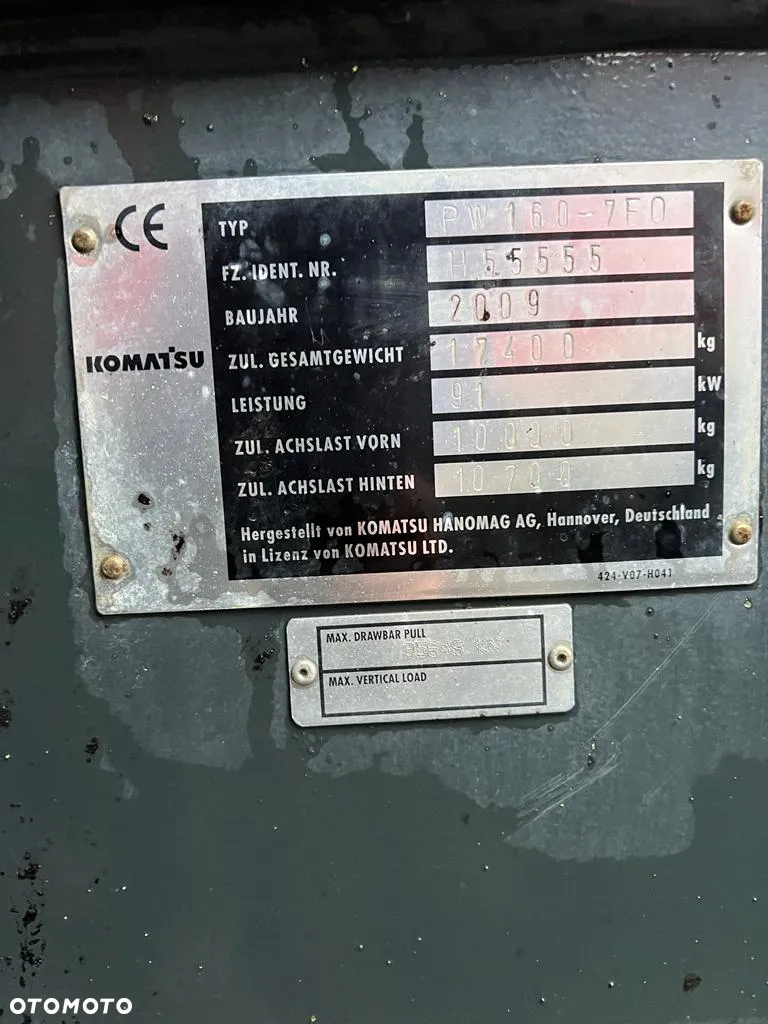 CE
TYP PW160-7E0
FZ. IDENT. NR. H55555
BAUJAHR 2009
KOMATSU
ZUL. GESAMTGEWICHT 17400 kg
LEISTUNG 91 kW
ZUL. ACHSLAST VORN 10000 kg
ZUL. ACHSLAST HINTEN 10700 kg
Hergestellt von KOMATSU HANOMAG AG, Hannover, Deutschland
in Lizenz von KOMATSU LTD.
424-V07-H041
MAX. DRAWBAR PULL
MAX. VERTICAL LOAD
OTOMOTO